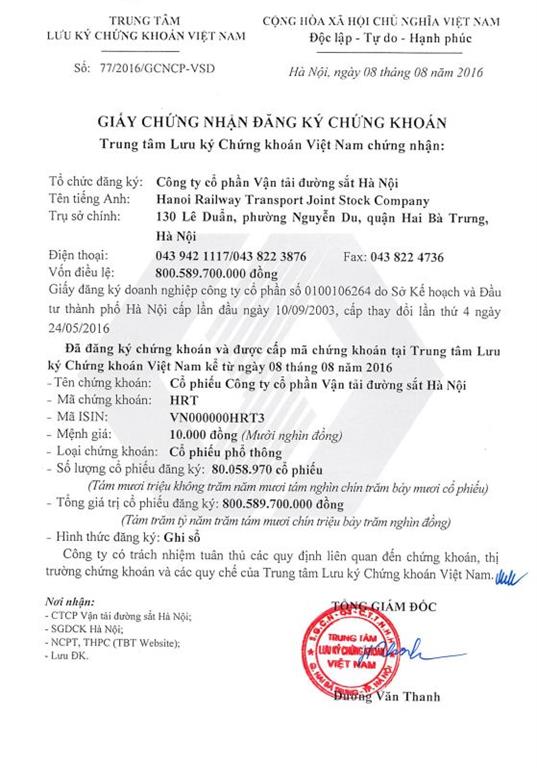 TRUNG TÂM
LƯU KÝ CHỨNG KHOÁN VIỆT NAM
CỘNG HÒA XÃ HỘI CHỦ NGHĨA VIỆT NAM
Độc lập - Tự do - Hạnh phúc
Số: 77/2016/GCNCP-VSD
Hà Nội, ngày 08 tháng 08 năm 2016
GIẤY CHỨNG NHẬN ĐĂNG KÝ CHỨNG KHOÁN
Trung tâm Lưu ký Chứng khoán Việt Nam chứng nhận:
Tổ chức đăng ký: Công ty cổ phần Vận tải đường sắt Hà Nội
Tên tiếng Anh: Hanoi Railway Transport Joint Stock Company
Trụ sở chính: 130 Lê Duẩn, phường Nguyễn Du, quận Hai Bà Trưng,
Hà Nội
Điện thoại: 043 942 1117/043 822 3876 Fax: 043 822 4736
Vốn điều lệ: 800.589.700.000 đồng
Giấy đăng ký doanh nghiệp công ty cổ phần số 0100106264 do Sở Kế hoạch và Đầu
tư thành phố Hà Nội cấp lần đầu ngày 10/09/2003, cấp thay đổi lần thứ 4 ngày
24/05/2016
Đã đăng ký chứng khoán và được cấp mã chứng khoán tại Trung tâm Lưu
ký Chứng khoán Việt Nam kể từ ngày 08 tháng 08 năm 2016
- Tên chứng khoán: Cổ phiếu Công ty cổ phần Vận tải đường sắt Hà Nội
- Mã chứng khoán: HRT
- Mã ISIN: VN000000HRT3
- Mệnh giá: 10.000 đồng (Mười nghìn đồng)
- Loại chứng khoán: Cổ phiếu phổ thông
- Số lượng cổ phiếu đăng ký: 80.058.970 cổ phiếu
(Tám mươi triệu không trăm năm mươi tám nghìn chín trăm bảy mươi cổ phiếu)
- Tổng giá trị cổ phiếu đăng ký: 800.589.700.000 đồng
(Tám trăm tỷ năm trăm tám mươi chín triệu bảy trăm nghìn đồng)
- Hình thức đăng ký: Ghi sổ
Công ty có trách nhiệm tuân thủ các quy định liên quan đến chứng khoán, thị
trường chứng khoán và các quy chế của Trung tâm Lưu ký Chứng khoán Việt Nam.
Nơi nhận:
- CTCP Vận tải đường sắt Hà Nội;
- SGDCK Hà Nội;
- NCPT, THPC (TBT Website);
- Lưu ĐK.
TỔNG GIÁM ĐỐC
TRUNG TÂM
LƯU KÝ CHỨNG KHOÁN
VIỆT NAM
Q. HAI BÀ TRƯNG - TP. HÀ NỘI
Dương Văn Thanh